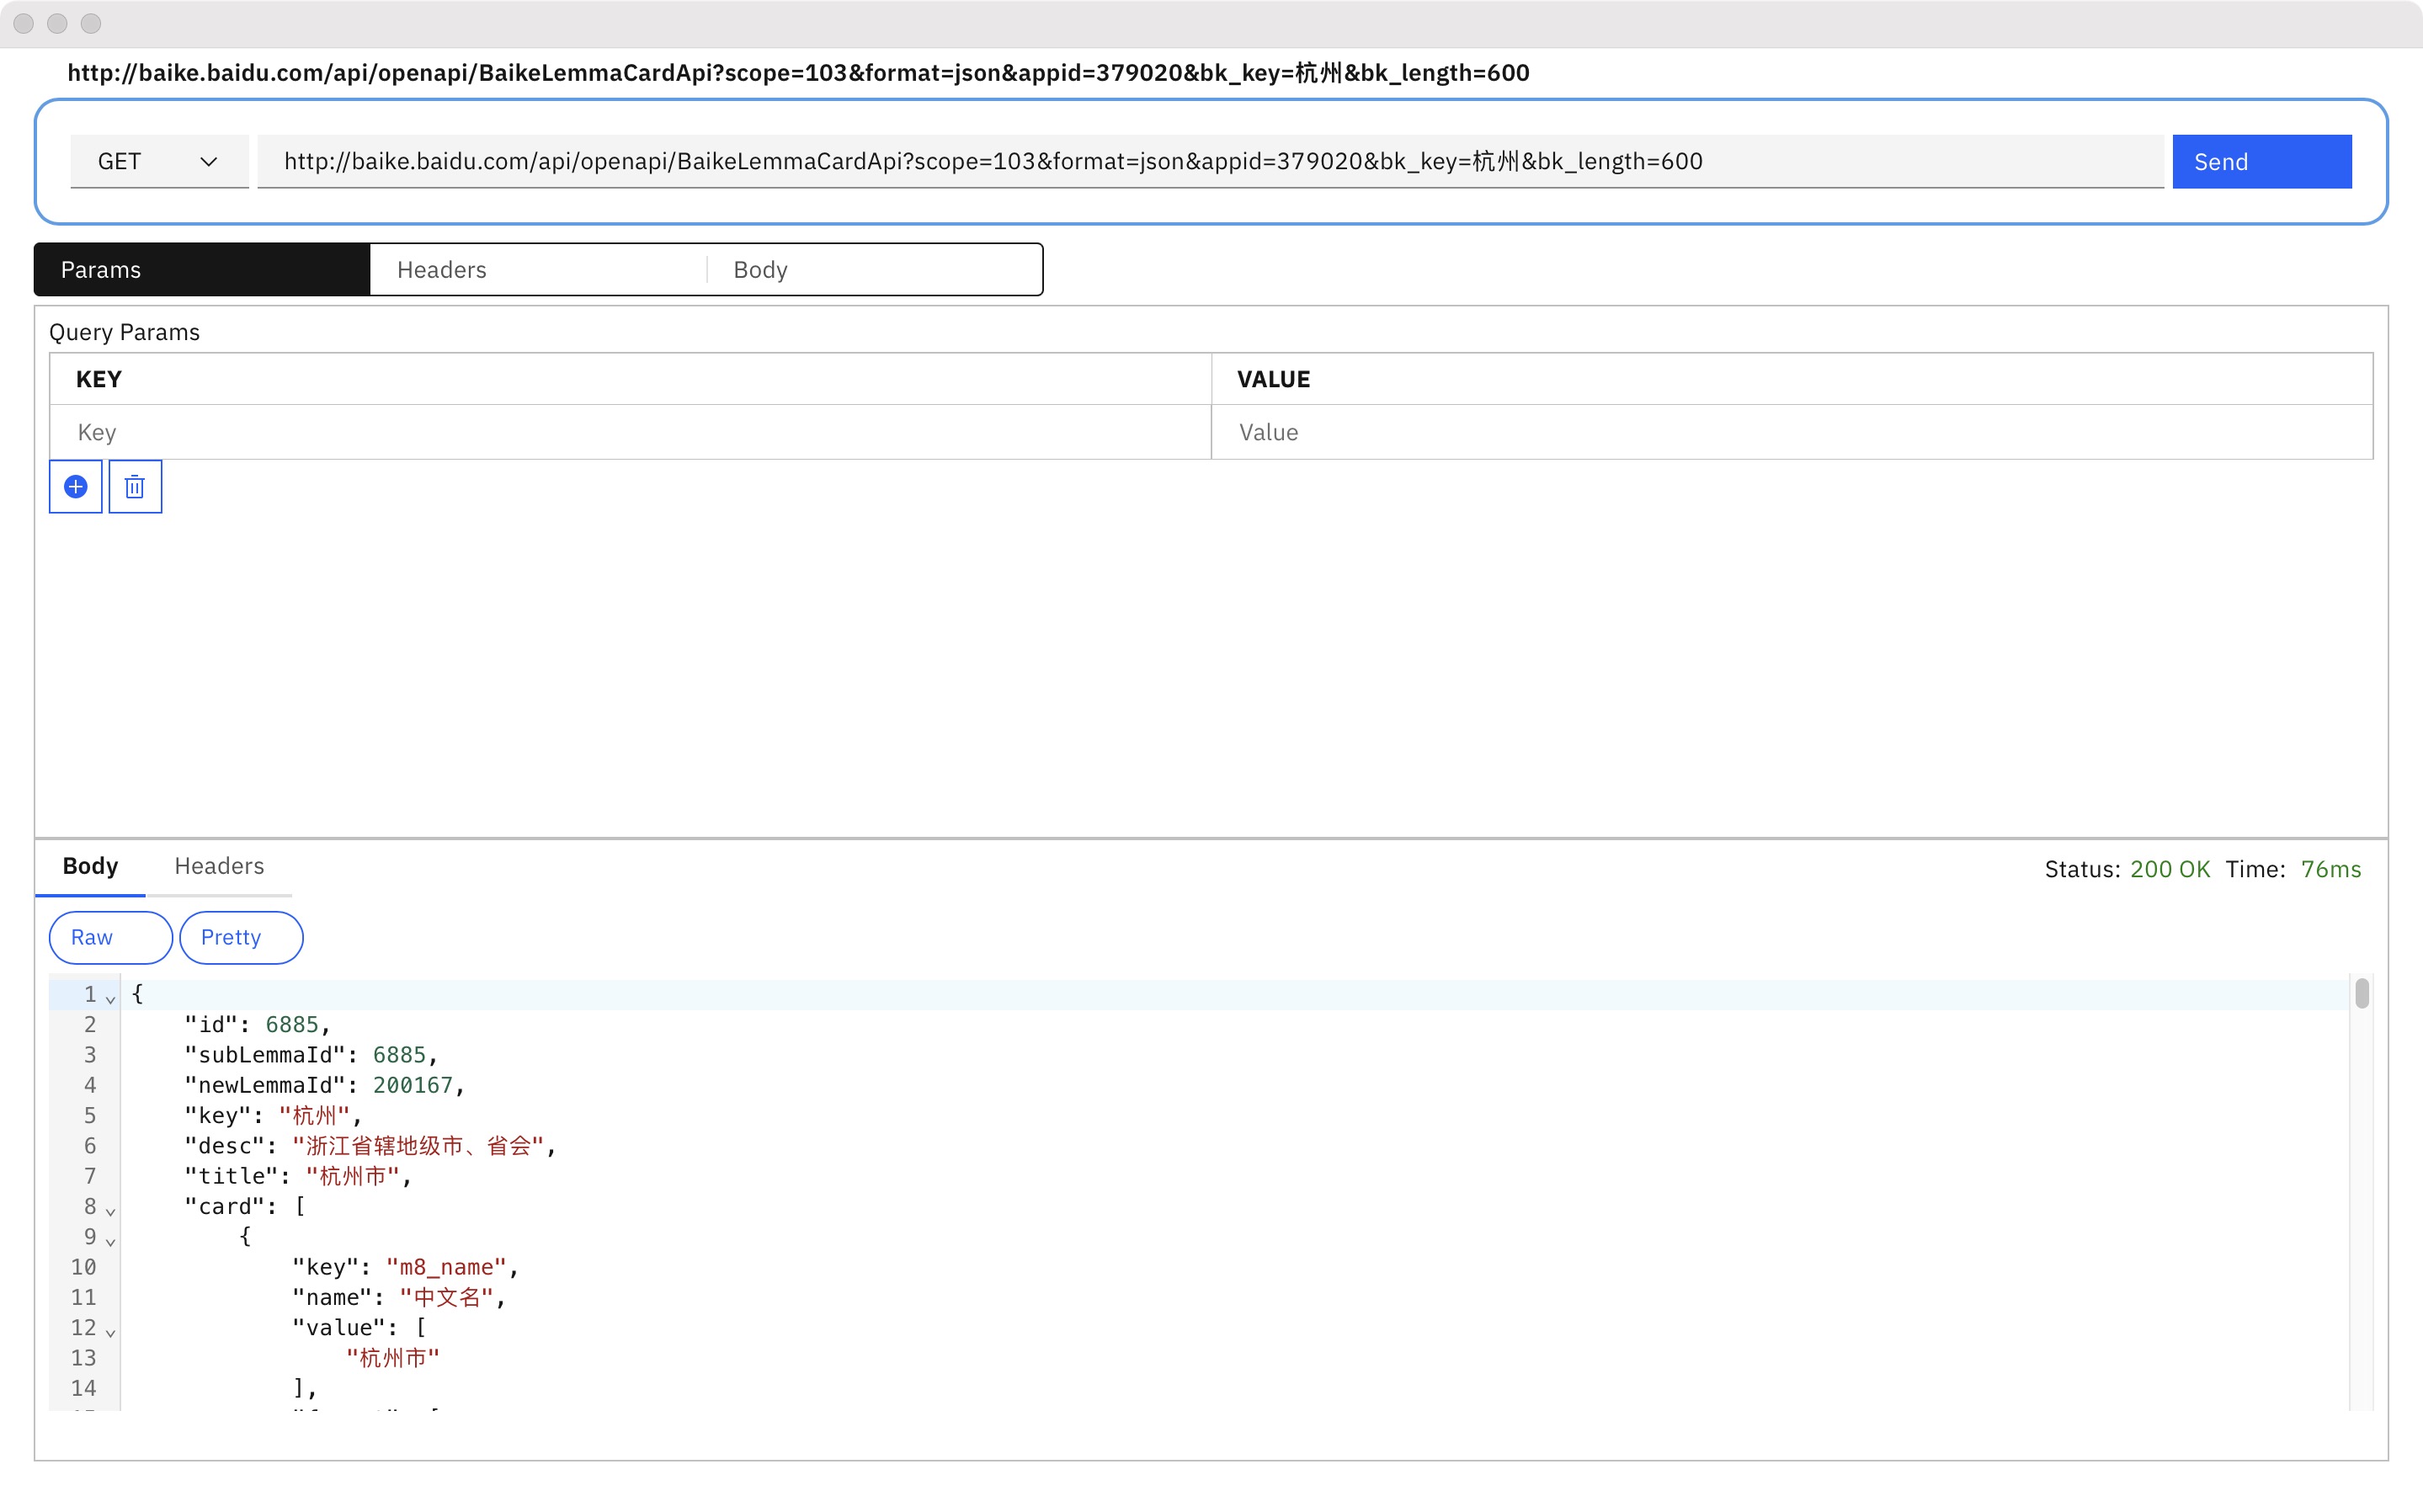 http://baike.baidu.com/api/openapi/BaikeLemmaCardApi?scope=103&format=json&appid=379020&bk_key=杭州&bk_length=600
GET http://baike.baidu.com/api/openapi/BaikeLemmaCardApi?scope=103&format=json&appid=379020&bk_key=杭州&bk_length=600 Send
Params Headers Body
Query Params
KEY VALUE
Key Value
Body Headers Status: 200 OK Time: 76ms
Raw Pretty
1 {
2 "id": 6885,
3 "subLemmaId": 6885,
4 "newLemmaId": 200167,
5 "key": "杭州",
6 "desc": "浙江省辖地级市、省会",
7 "title": "杭州市",
8 "card": [
9 {
10 "key": "m8_name",
11 "name": "中文名",
12 "value": [
13 "杭州市"
14 ],